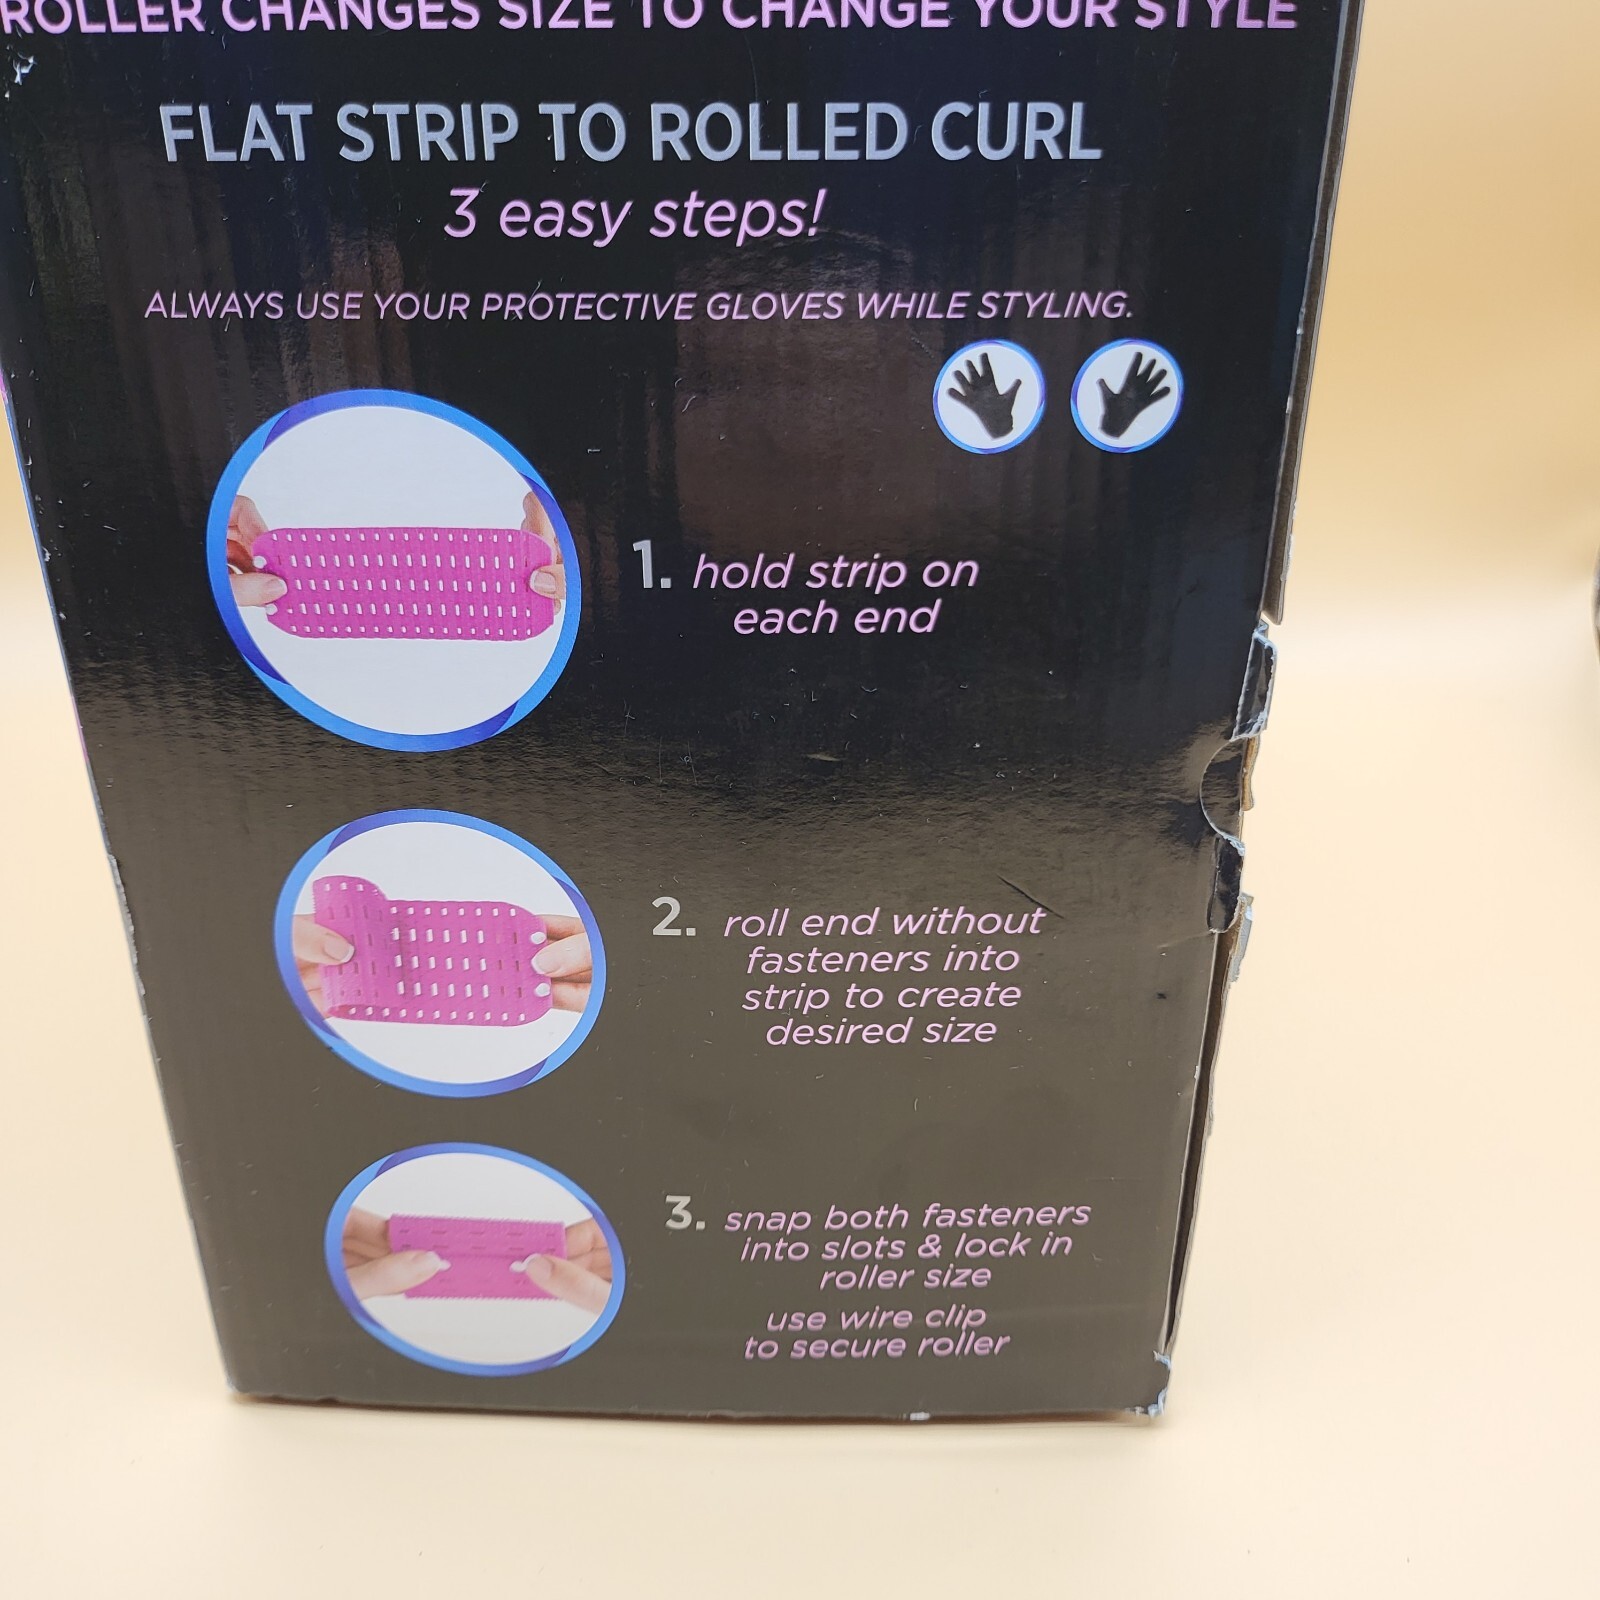 ROLLER CHANGES SIZE TO CHANGE YOUR STYLE
FLAT STRIP TO ROLLED CURL
3 easy steps!
ALWAYS USE YOUR PROTECTIVE GLOVES WHILE STYLING.
1. hold strip on
each end
2. roll end without
fasteners into
strip to create
desired size
3. snap both fasteners
into slots & lock in
roller size
use wire clip
to secure roller